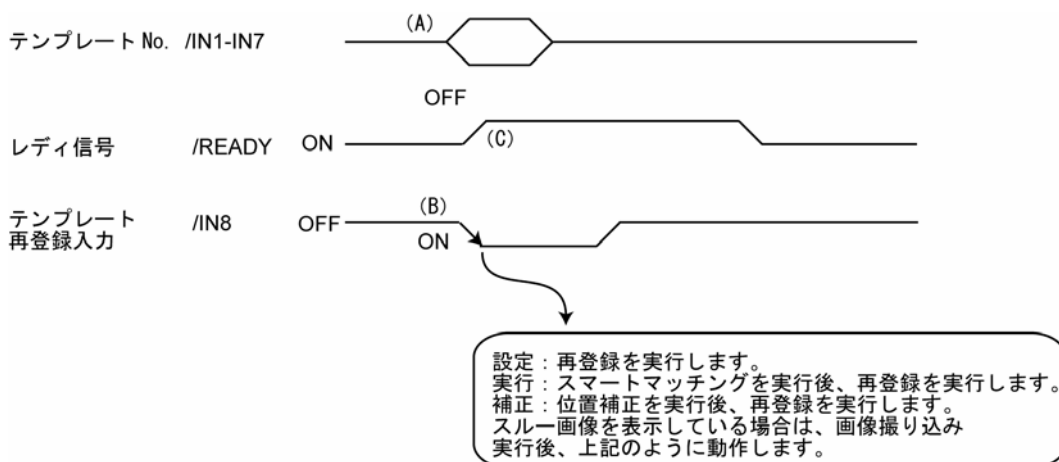 テンプレート No. /IN1-IN7
(A)
OFF
レディ信号 /READY ON
(C)
テンプレート
再登録入力 /IN8 OFF
(B)
ON
設定：再登録を実行します。
実行：スマートマッチングを実行後、再登録を実行します。
補正：位置補正を実行後、再登録を実行します。
スルー画像を表示している場合は、画像撮り込み
実行後、上記のように動作します。